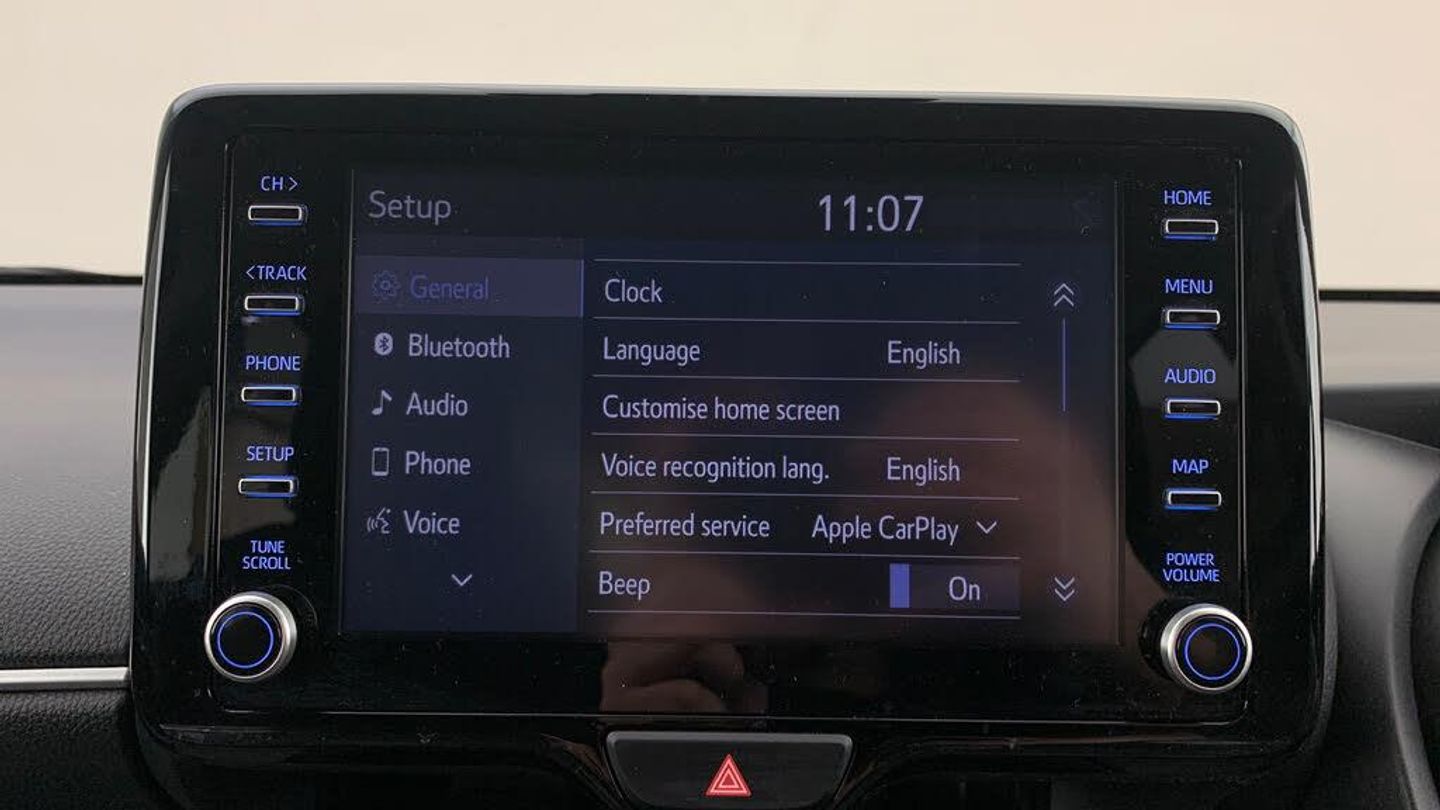 CH>
<TRACK
PHONE
SETUP
TUNE
SCROLL
Setup
11:07
General
Bluetooth
Audio
Phone
Voice
Clock
Language English
Customise home screen
Voice recognition lang. English
Preferred service Apple CarPlay
Beep On
HOME
MENU
AUDIO
MAP
POWER
VOLUME